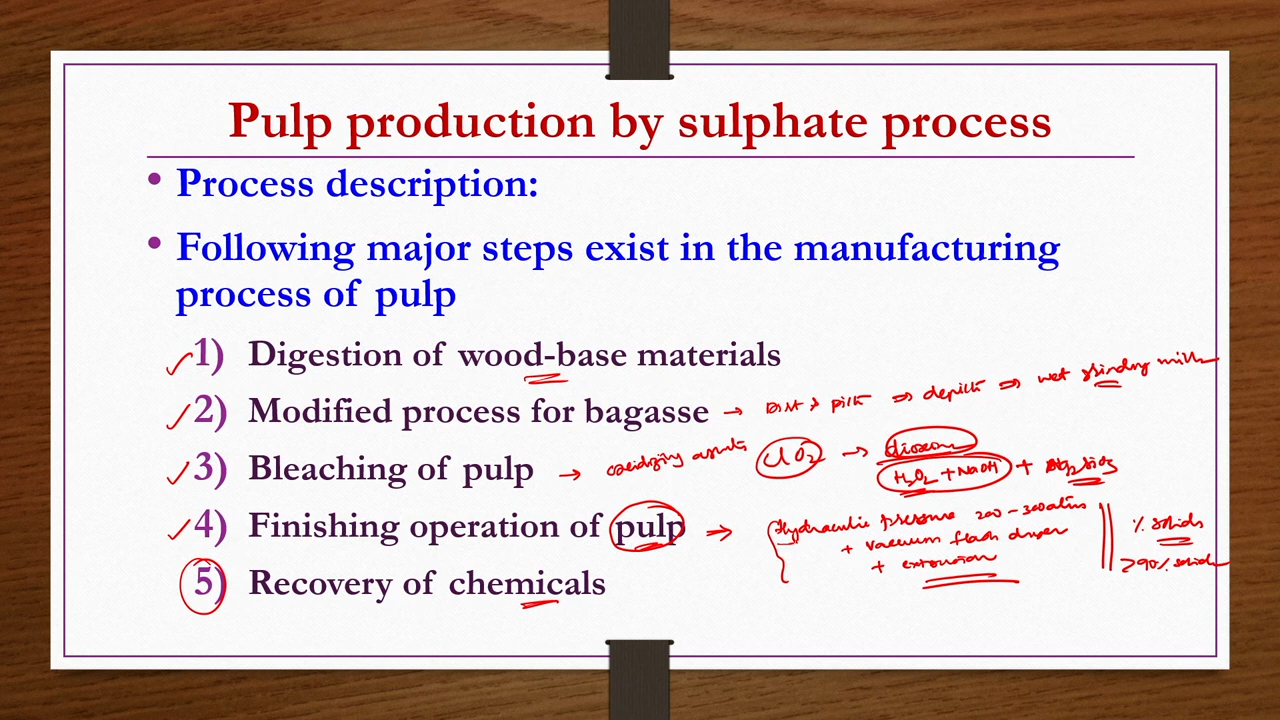 Pulp production by sulphate process
• Process description:
• Following major steps exist in the manufacturing
process of pulp
1) Digestion of wood-base materials
2) Modified process for bagasse → & pith ⇒ depith ⇒ wet grinding mills
3) Bleaching of pulp → oxidizing agents ClO2 →
H2O2 + NaOH +
4) Finishing operation of pulp ⇒ Hydraulic pressure 200-300 atms
+ vacuum flash dryer
+ extrusion
% solids
>90% solids
5) Recovery of chemicals